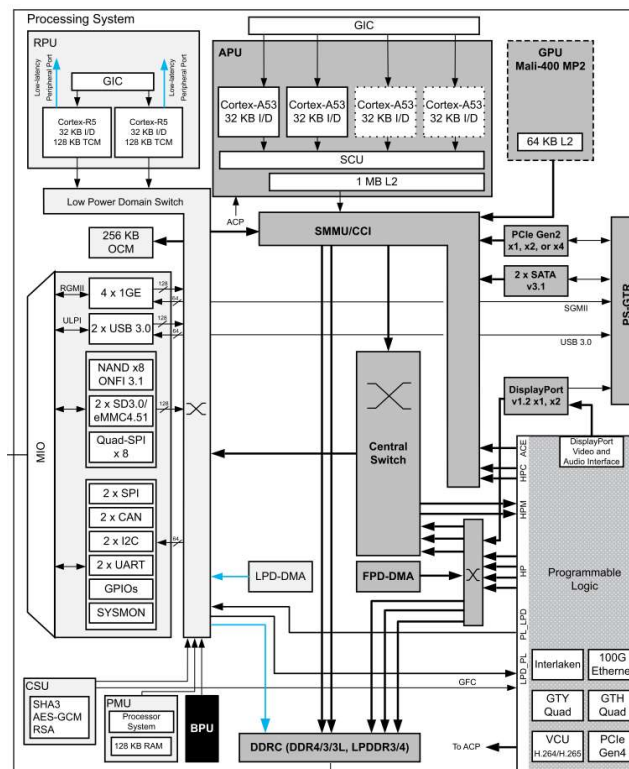 Processing System
RPU
Low-latency
Peripheral Port
Low-latency
Peripheral Port
GIC
Cortex-R5
32 KB I/D
128 KB TCM
Cortex-R5
32 KB I/D
128 KB TCM
GIC
APU
Cortex-A53
32 KB I/D
Cortex-A53
32 KB I/D
Cortex-A53
32 KB I/D
Cortex-A53
32 KB I/D
SCU
1 MB L2
GPU
Mali-400 MP2
64 KB L2
Low Power Domain Switch
ACP
256 KB
OCM
SMMU/CCI
PCIe Gen2
x1, x2, or x4
2 x SATA
v3.1
PS-GTR
SGMII
USB 3.0
MIO
RGMII
4 x 1GE
128
64
ULPI
2 x USB 3.0
128
64
NAND x8
ONFI 3.1
2 x SD3.0/
eMMC4.51
128
Quad-SPI
x 8
2 x SPI
2 x CAN
2 x I2C
64
2 x UART
GPIOs
SYSMON
Central
Switch
DisplayPort
v1.2 x1, x2
DisplayPort
Video and
Audio Interface
ACE
HPC
HPM
HP
PL_LPD
LPD_PL
LPD-DMA
FPD-DMA
Programmable
Logic
Interlaken
100G
Etherne
GTY
Quad
GTH
Quad
VCU
H.264/H.265
PCIe
Gen4
GFC
CSU
SHA3
AES-GCM
RSA
PMU
Processor
System
128 KB RAM
BPU
DDRC (DDR4/3/3L, LPDDR3/4)
To ACP